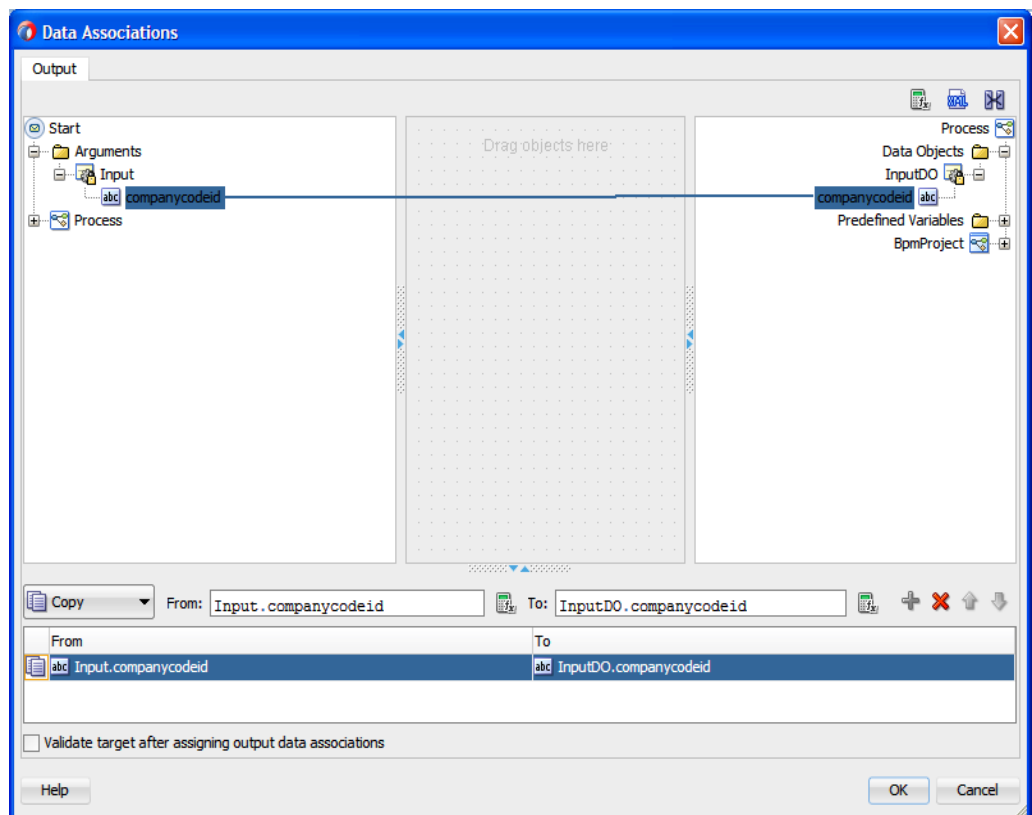 Data Associations
Output
Start
Arguments
Input
companycodeid
Process
Drag objects here
Process
Data Objects
InputDO
companycodeid
Predefined Variables
BpmProject
Copy From: Input.companycodeid To: InputDO.companycodeid
From To
abc Input.companycodeid abc InputDO.companycodeid
Validate target after assigning output data associations
Help OK Cancel